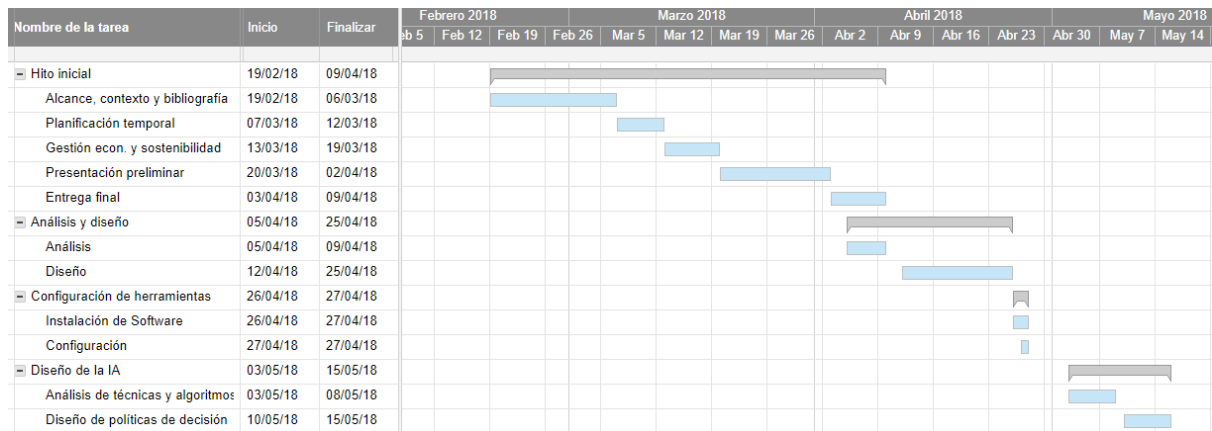 Febrero 2018 Marzo 2018 Abril 2018 Mayo 2018
Nombre de la tarea Inicio Finalizar
eb 5 Feb 12 Feb 19 Feb 26 Mar 5 Mar 12 Mar 19 Mar 26 Abr 2 Abr 9 Abr 16 Abr 23 Abr 30 May 7 May 14
Hito inicial 19/02/18 09/04/18
Alcance, contexto y bibliografía 19/02/18 06/03/18
Planificación temporal 07/03/18 12/03/18
Gestión econ. y sostenibilidad 13/03/18 19/03/18
Presentación preliminar 20/03/18 02/04/18
Entrega final 03/04/18 09/04/18
Análisis y diseño 05/04/18 25/04/18
Análisis 05/04/18 09/04/18
Diseño 12/04/18 25/04/18
Configuración de herramientas 26/04/18 27/04/18
Instalación de Software 26/04/18 27/04/18
Configuración 27/04/18 27/04/18
Diseño de la IA 03/05/18 15/05/18
Análisis de técnicas y algoritmos 03/05/18 08/05/18
Diseño de políticas de decisión 10/05/18 15/05/18